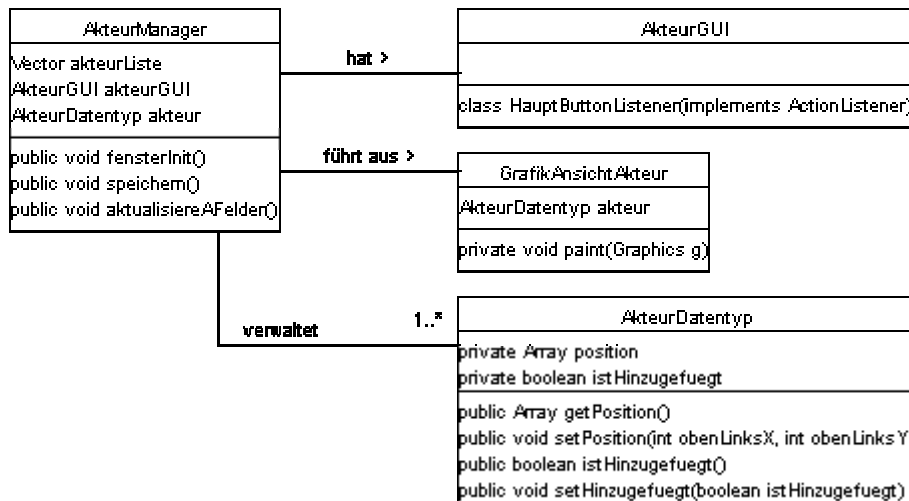 AkteurManager
Vector akteurListe
AkteurGUI akteurGUI
AkteurDatentyp akteur
public void fensterInit()
public void speichern()
public void aktualisiereAFelder()
hat >
AkteurGUI
class HauptButtonListener(implements ActionListener)
führt aus >
GrafikAnsichtAkteur
AkteurDatentyp akteur
private void paint(Graphics g)
verwaltet
1..*
AkteurDatentyp
private Array position
private boolean istHinzugefuegt
public Array getPosition()
public void setPosition(int obenLinksX, int obenLinksY
public boolean istHinzugefuegt()
public void setHinzugefuegt(boolean istHinzugefuegt)